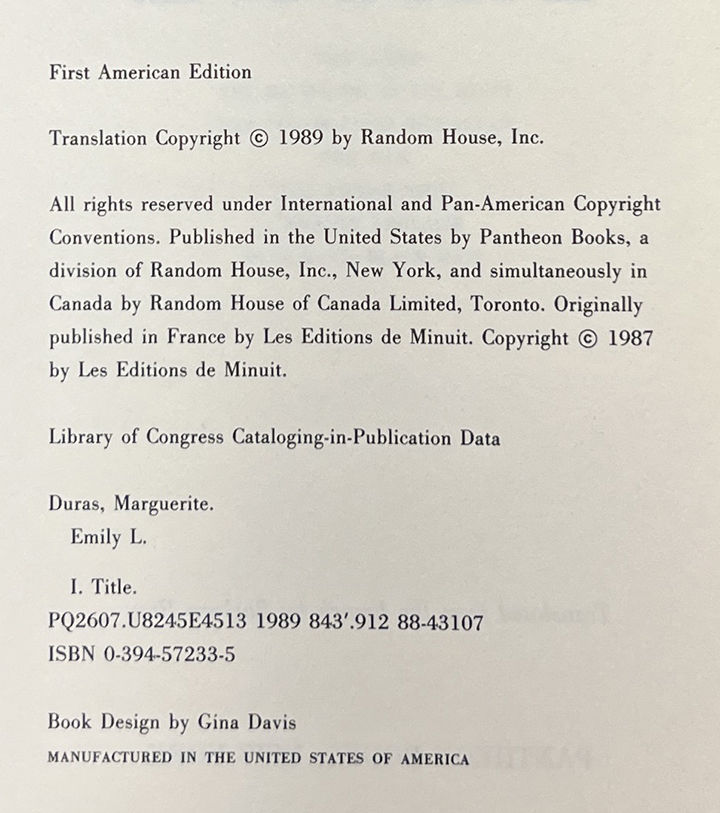 First American Edition
Translation Copyright © 1989 by Random House, Inc.
All rights reserved under International and Pan-American Copyright
Conventions. Published in the United States by Pantheon Books, a
division of Random House, Inc., New York, and simultaneously in
Canada by Random House of Canada Limited, Toronto. Originally
published in France by Les Editions de Minuit. Copyright © 1987
by Les Editions de Minuit.
Library of Congress Cataloging-in-Publication Data
Duras, Marguerite.
Emily L.
I. Title.
PQ2607.U8245E4513 1989 843'.912 88-43107
ISBN 0-394-57233-5
Book Design by Gina Davis
MANUFACTURED IN THE UNITED STATES OF AMERICA